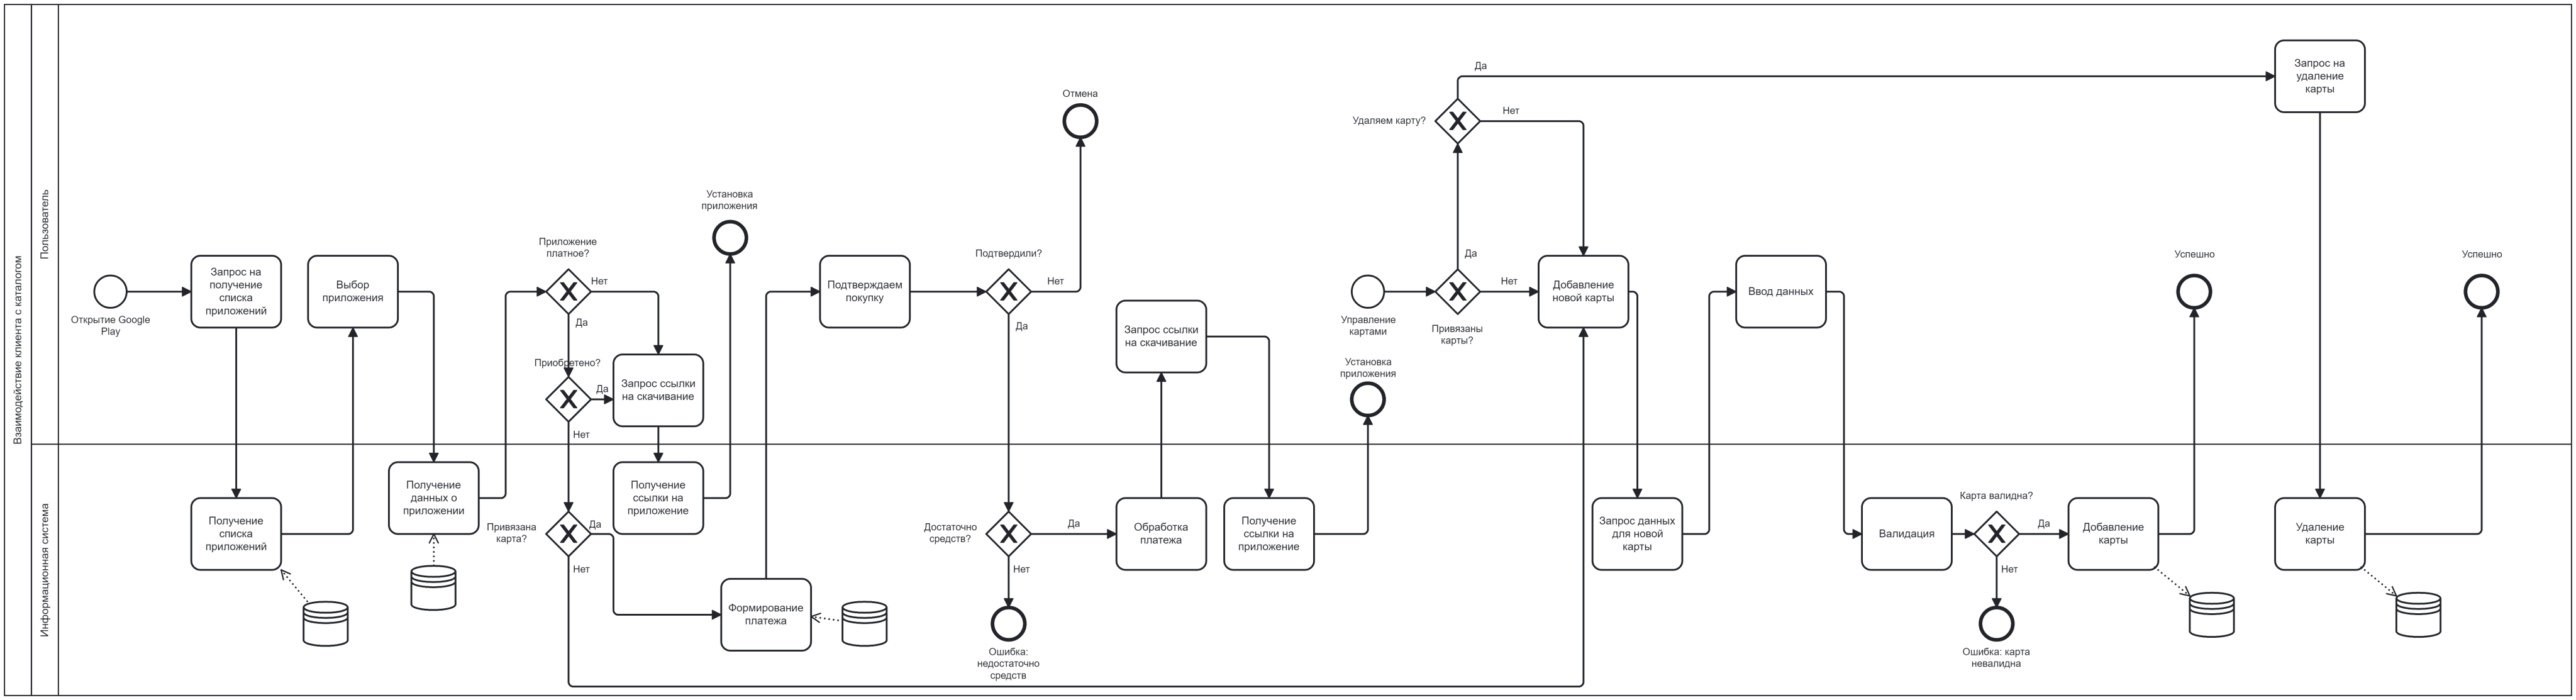 Взаимодействие клиента с каталогом
Пользователь
Открытие Google
Play
Запрос на
получение
списка
приложений
Выбор
приложения
Приложение
платное?
Нет
Да
Приобретено?
Да
Нет
Запрос ссылки
на скачивание
Установка
приложения
Подтверждаем
покупку
Подтвердили?
Нет
Да
Отмена
Запрос ссылки
на скачивание
Установка
приложения
Управление
картами
Привязаны
карты?
Да
Нет
Удаляем карту?
Да
Нет
Добавление
новой карты
Ввод данных
Успешно
Запрос на
удаление
карты
Успешно
Информационная система
Получение
списка
приложений
Получение
данных о
приложении
Привязана
карта?
Да
Нет
Получение
ссылки на
приложение
Формирование
платежа
Достаточно
средств?
Да
Нет
Ошибка:
недостаточно
средств
Обработка
платежа
Получение
ссылки на
приложение
Запрос данных
для новой
карты
Валидация
Карта валидна?
Да
Нет
Ошибка: карта
невалидна
Добавление
карты
Удаление
карты